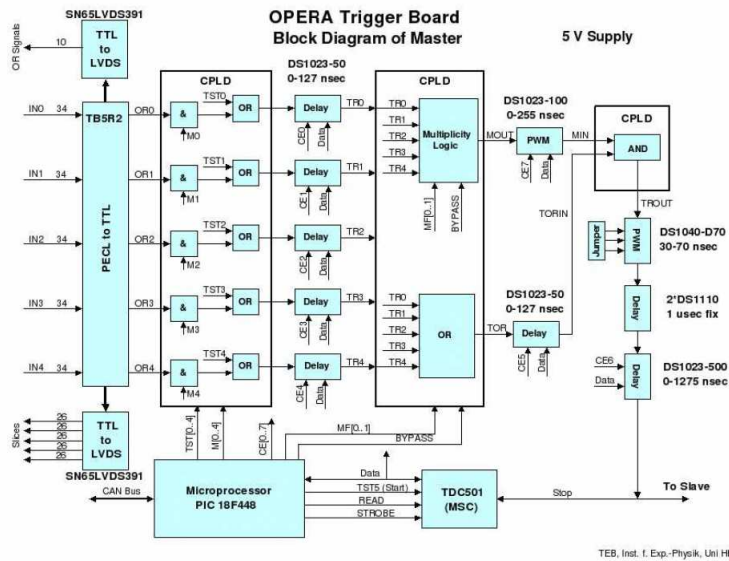 OPERA Trigger Board
Block Diagram of Master
5 V Supply
SN65LVDS391
OR Signals
10
TTL
to
LVDS
DS1023-50
0-127 nsec
CPLD
CPLD
DS1023-100
0-255 nsec
CPLD
IN0 34
TB5R2
PECL to TTL
OR0
&
M0
TST0
OR
Delay
CE0
Data
TR0
TR0
TR1
TR2
TR3
TR4
Multiplicity
Logic
MF[0..1]
BYPASS
MOUT
PWM
CE7
Data
MIN
AND
TORIN
TROUT
IN1 34
OR1
&
M1
TST1
OR
Delay
CE1
Data
TR1
Jumper
PWM
DS1040-D70
30-70 nsec
IN2 34
OR2
&
M2
TST2
OR
Delay
CE2
Data
TR2
IN3 34
OR3
&
M3
TST3
OR
Delay
CE3
Data
TR3
TR0
TR1
TR2
TR3
TR4
OR
TOR
DS1023-50
0-127 nsec
Delay
CE5
Data
Delay
2*DS1110
1 usec fix
IN4 34
OR4
&
M4
TST4
OR
Delay
CE4
Data
TR4
CE6
Data
Delay
DS1023-500
0-1275 nsec
Slices
26
26
26
26
26
TTL
to
LVDS
SN65LVDS391
TST[0..4]
M[0..4]
CE[0..7]
MF[0..1]
BYPASS
CAN Bus
Microprocessor
PIC 18F448
Data
TST5 (Start)
READ
STROBE
TDC501
(MSC)
Stop
To Slave
TEB, Inst. f. Exp.-Physik, Uni